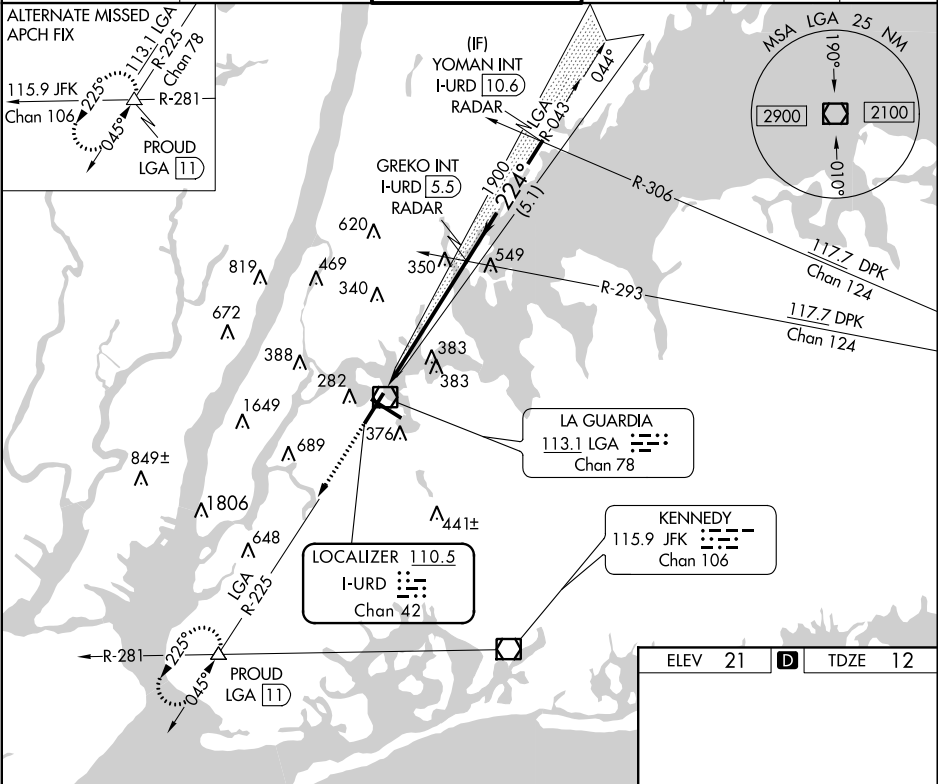 ALTERNATE MISSED
APCH FIX
113.1 LGA
R-225
Chan 78
115.9 JFK
Chan 106
225°
045°
R-281
PROUD
LGA 11
(IF)
YOMAN INT
I-URD 10.6
RADAR
044°
LGA
R-043
MSA LGA 25 NM
190°
2900
2100
010°
GREKO INT
I-URD 5.5
RADAR
1900
224°
(5.1)
R-306
117.7 DPK
Chan 124
R-293
117.7 DPK
Chan 124
620
350
549
819
469
340
672
388
383
383
282
1649
376
689
849±
1806
648
441±
LA GUARDIA
113.1 LGA
Chan 78
KENNEDY
115.9 JFK
Chan 106
LOCALIZER 110.5
I-URD
Chan 42
LGA
R-225
R-281
225°
045°
PROUD
LGA 11
ELEV 21 D TDZE 12